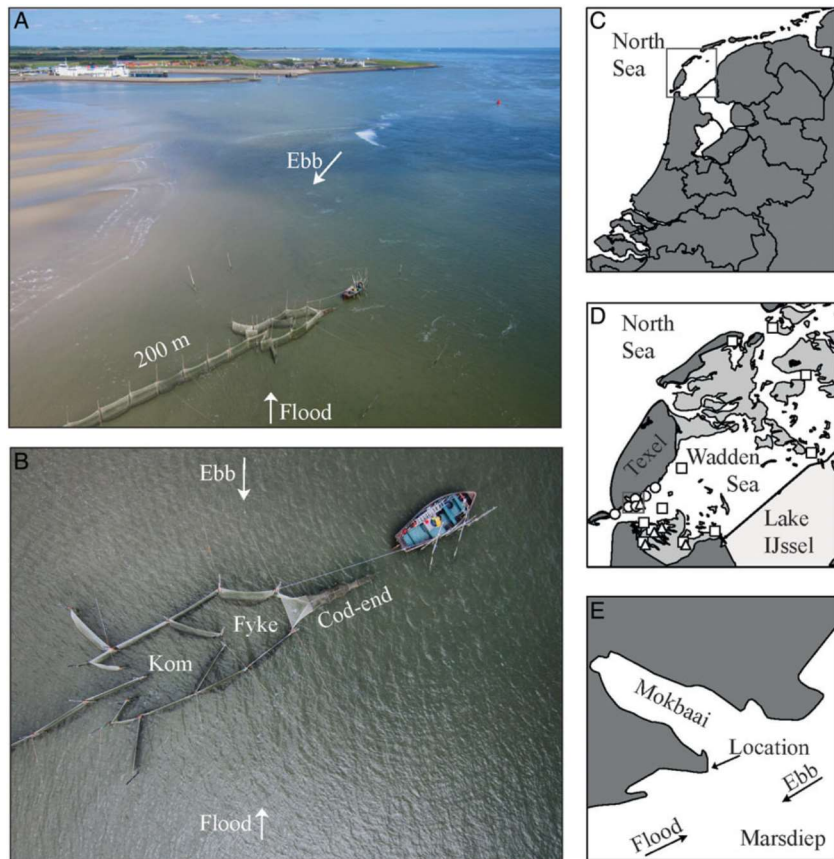 A
Ebb
200 m
Flood
B
Ebb
Fyke
Cod-end
Kom
Flood
C
North
Sea
D
North
Sea
Texel
Wadden
Sea
Lake
IJssel
E
Mokbaai
Location
Ebb
Flood
Marsdiep